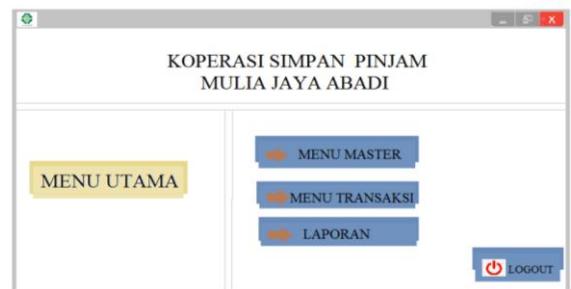 KOPERASI SIMPAN PINJAM
MULIA JAYA ABADI
MENU UTAMA
MENU MASTER
MENU TRANSAKSI
LAPORAN
LOGOUT